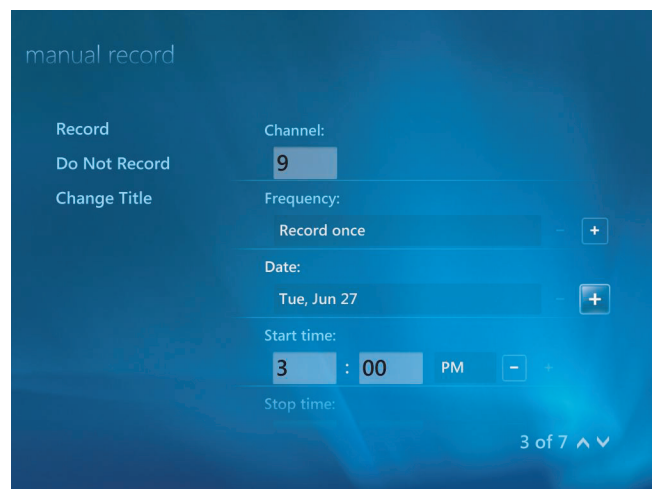 manual record
Record
Do Not Record
Change Title
Channel:
9
Frequency:
Record once - +
Date:
Tue, Jun 27 - +
Start time:
3 : 00 PM - +
Stop time:
3 of 7